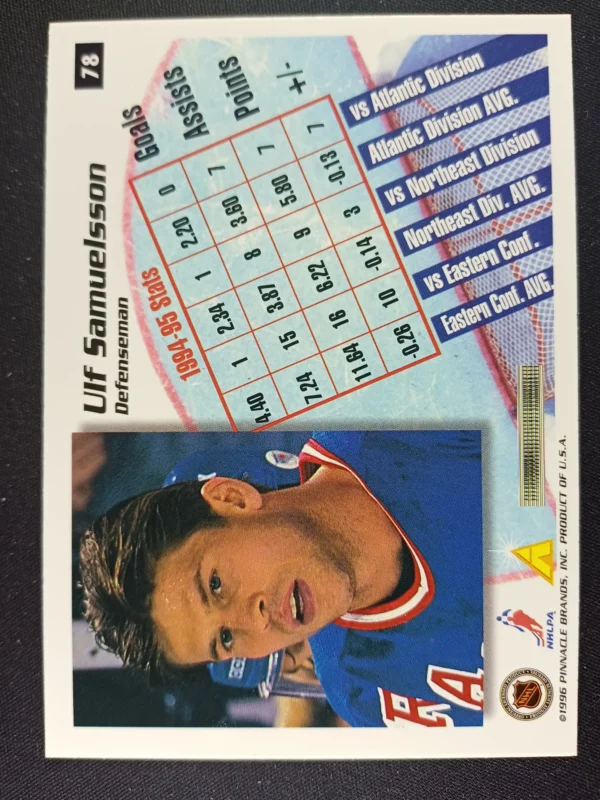 78
Ulf Samuelsson
Defenseman
1994-95 Stats
Goals 0 2.20 1 2.34 1 4.40
Assists 7 3.60 8 3.87 15 7.24
Points 7 5.80 9 6.22 16 11.64
+/- 7 -0.13 3 -0.14 10 -0.26
vs Atlantic Division
Atlantic Division AVG.
vs Northeast Division
Northeast Div. AVG.
vs Eastern Conf.
Eastern Conf. AVG.
RA
NHLPA
NHL
©1996 PINNACLE BRANDS, INC. PRODUCT OF U.S.A.